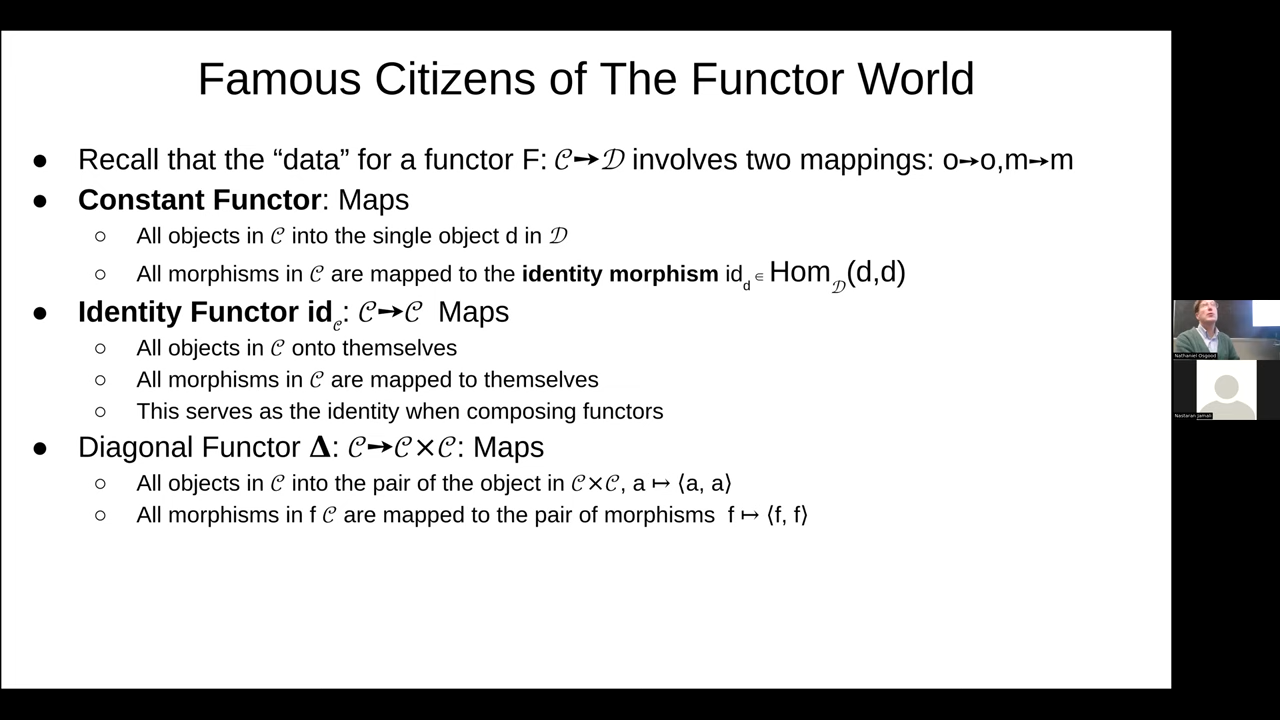 Famous Citizens of The Functor World
● Recall that the “data” for a functor F: 𝒞➙𝒟 involves two mappings: o➙o,m➙m
● Constant Functor: Maps
○ All objects in 𝒞 into the single object d in 𝒟
○ All morphisms in 𝒞 are mapped to the identity morphism id_d ∈ Hom_𝒟(d,d)
● Identity Functor id_𝒞: 𝒞➙𝒞 Maps
○ All objects in 𝒞 onto themselves
○ All morphisms in 𝒞 are mapped to themselves
○ This serves as the identity when composing functors
● Diagonal Functor 𝚫: 𝒞➙𝒞×𝒞: Maps
○ All objects in 𝒞 into the pair of the object in 𝒞×𝒞, a ↦ ⟨a, a⟩
○ All morphisms in f 𝒞 are mapped to the pair of morphisms f ↦ ⟨f, f⟩
Nathaniel Osgood
Nastaran Jamali